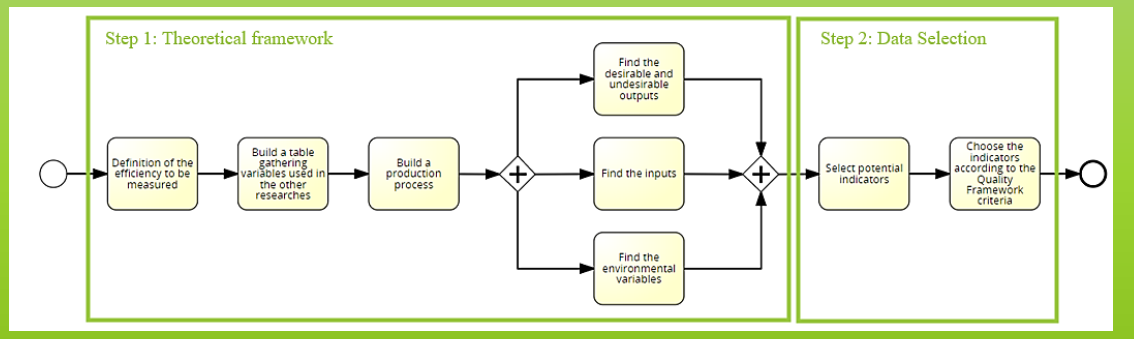 Step 1: Theoretical framework
Step 2: Data Selection
Definition of the
efficiency to be
measured
Build a table
gathering
variables used in
the other
researches
Build a
production
process
Find the
desirable and
undesirable
outputs
Find the inputs
Find the
environmental
variables
Select potential
indicators
Choose the
indicators
according to the
Quality
Framework
criteria